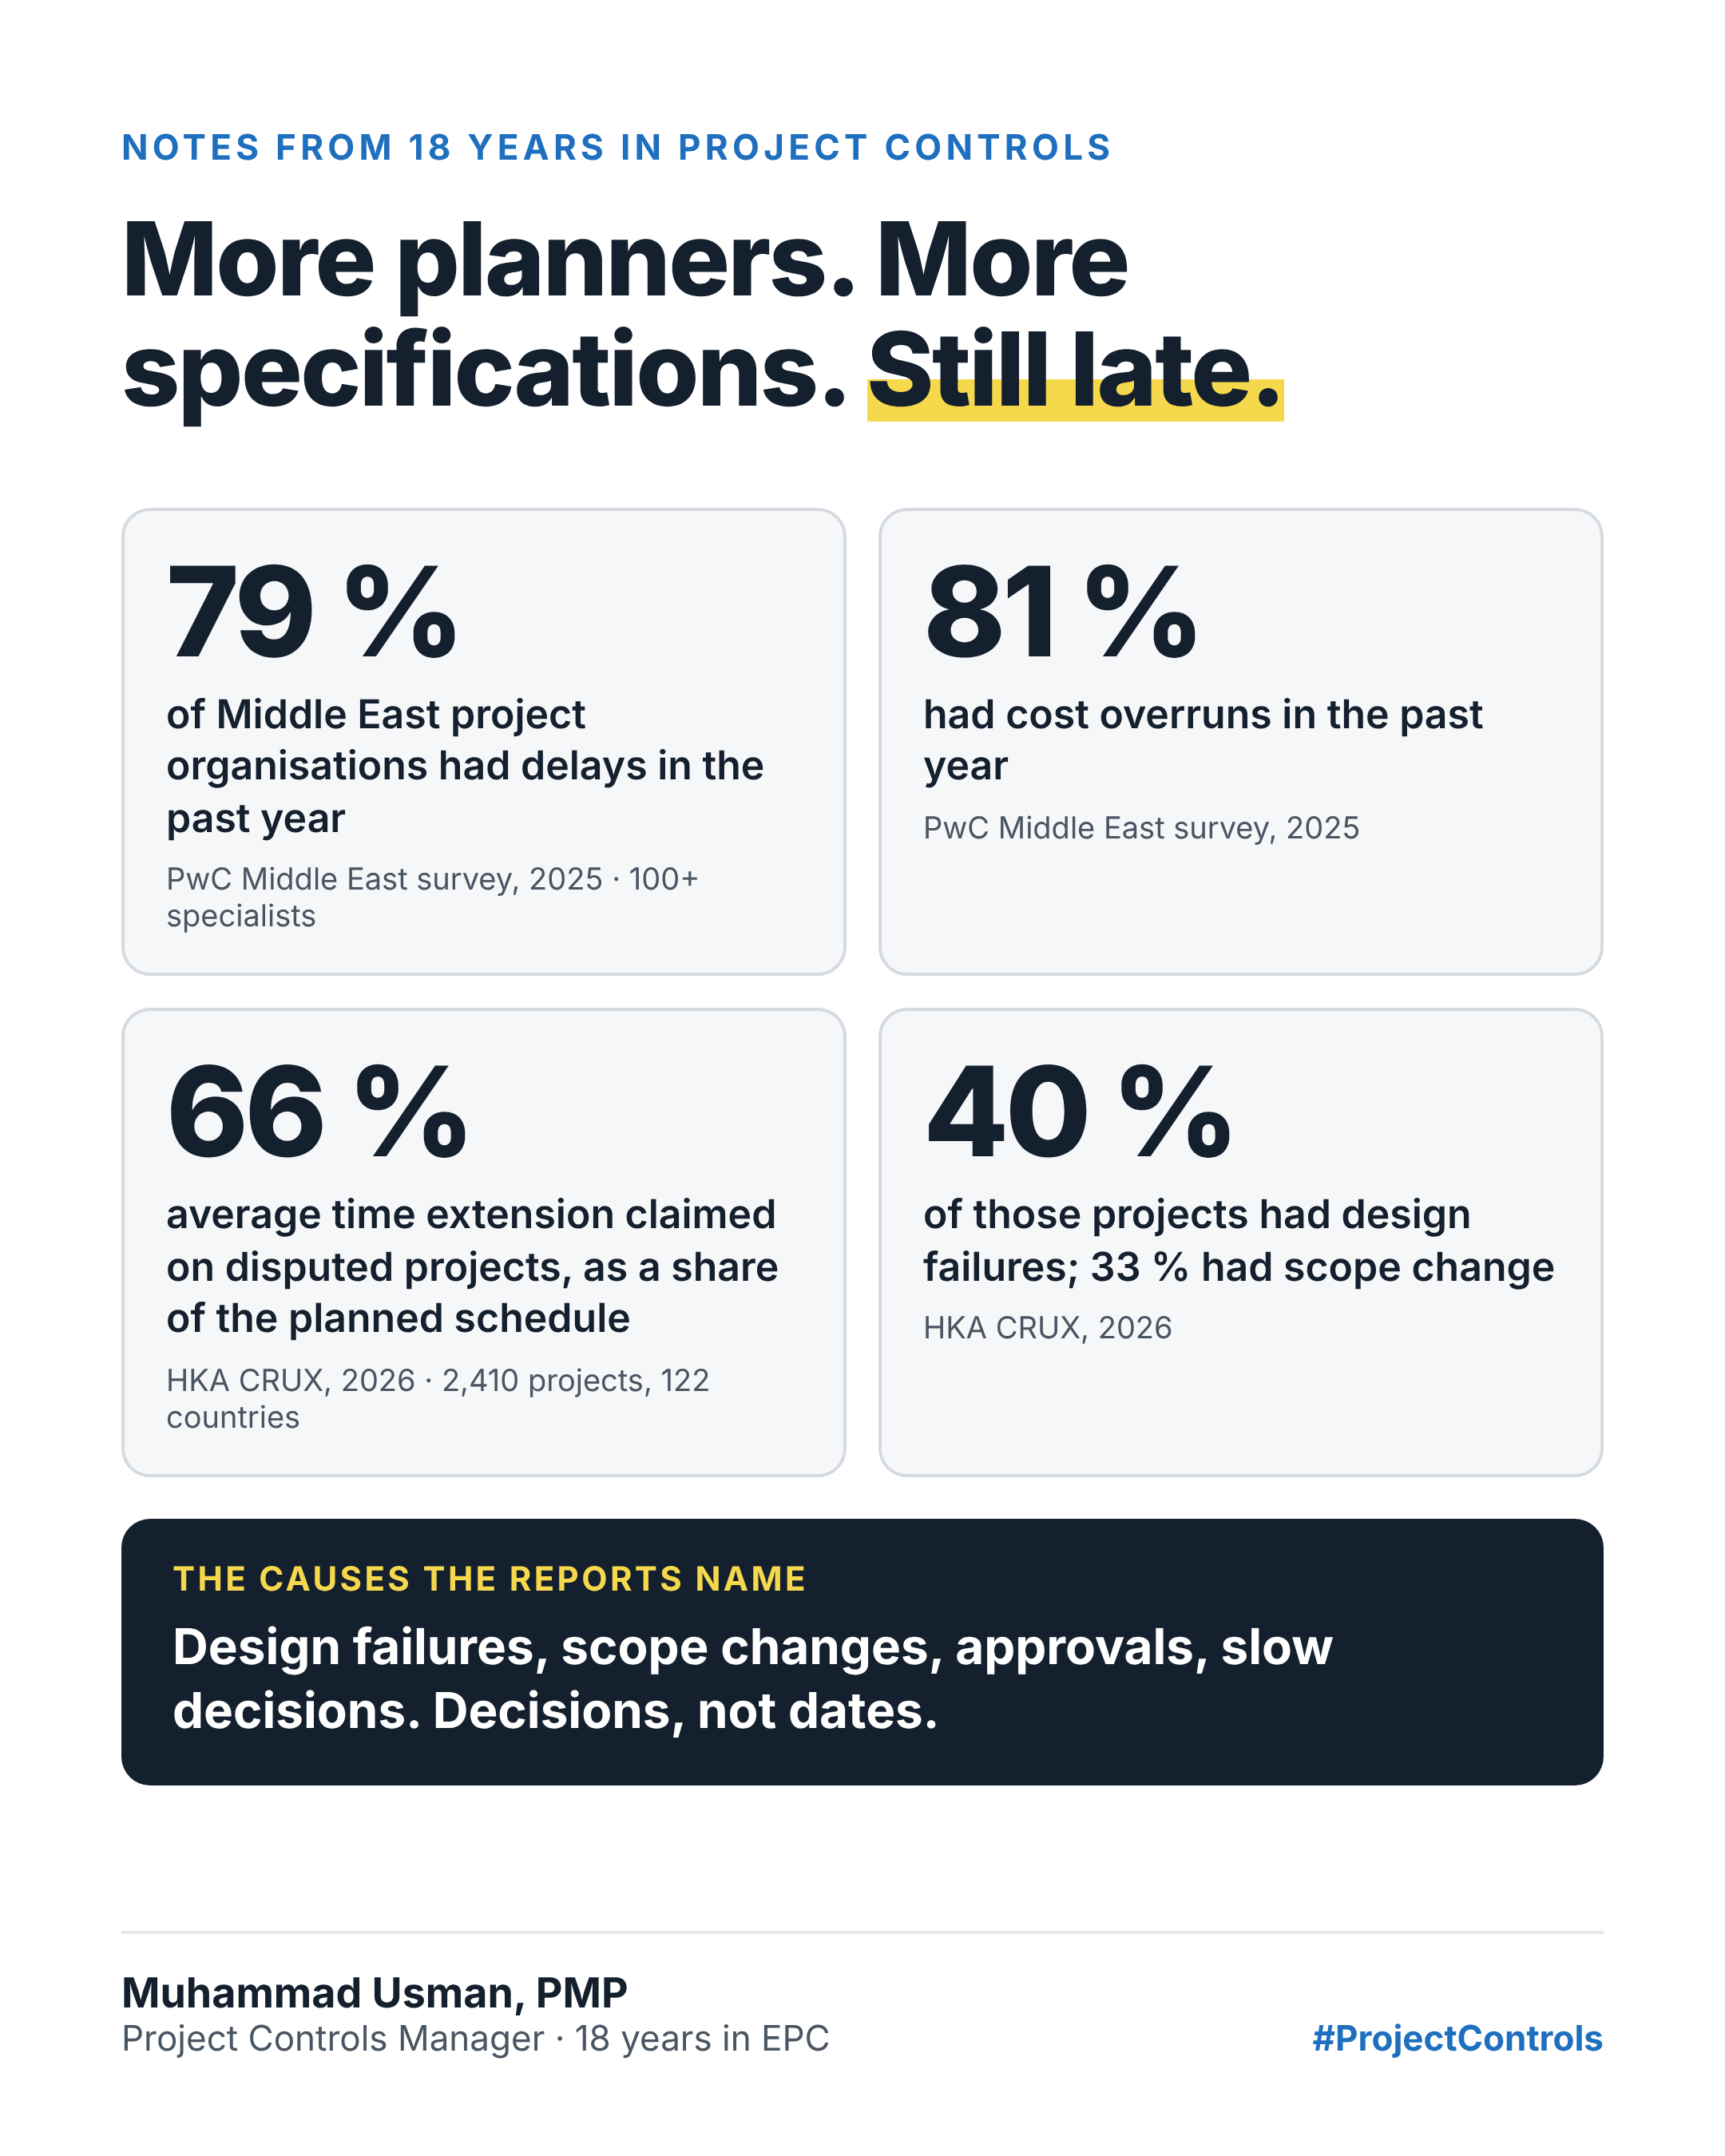 NOTES FROM 18 YEARS IN PROJECT CONTROLS
More planners. More
specifications. Still late.
79 %
of Middle East project
organisations had delays in the
past year
PwC Middle East survey, 2025 · 100+
specialists
81 %
had cost overruns in the past
year
PwC Middle East survey, 2025
66 %
average time extension claimed
on disputed projects, as a share
of the planned schedule
HKA CRUX, 2026 · 2,410 projects, 122
countries
40 %
of those projects had design
failures; 33 % had scope change
HKA CRUX, 2026
THE CAUSES THE REPORTS NAME
Design failures, scope changes, approvals, slow
decisions. Decisions, not dates.
Muhammad Usman, PMP
Project Controls Manager · 18 years in EPC
#ProjectControls